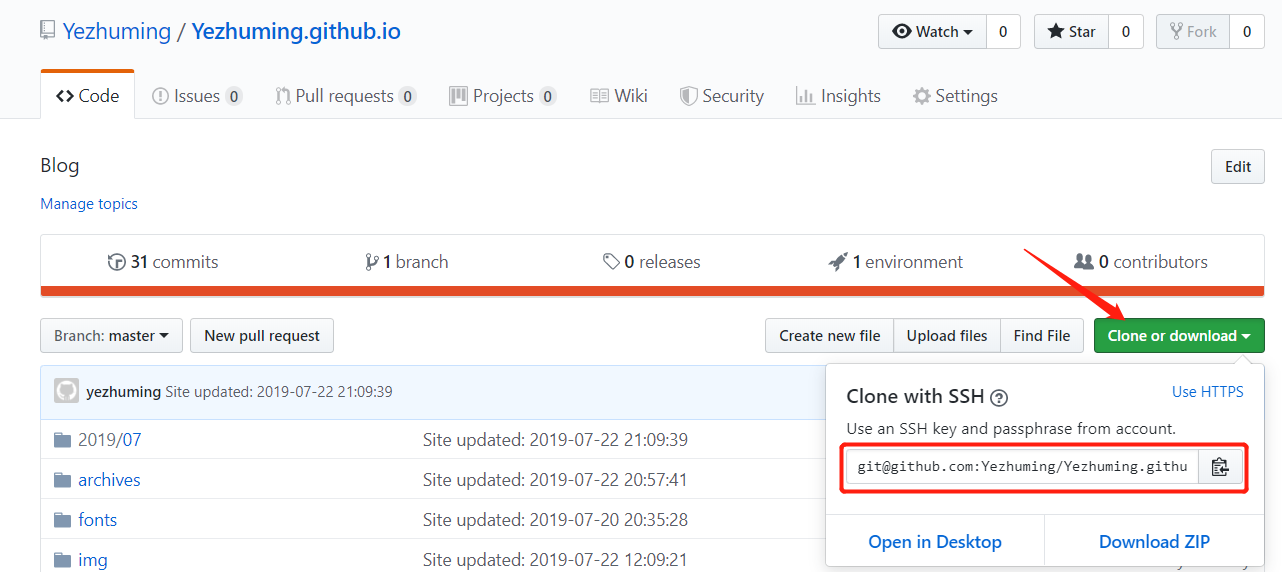 Yezhuming / Yezhuming.github.io
Watch 0 Star 0 Fork 0
Code Issues 0 Pull requests 0 Projects 0 Wiki Security Insights Settings
Blog
Edit
Manage topics
31 commits 1 branch 0 releases 1 environment 0 contributors
Branch: master New pull request Create new file Upload files Find File Clone or download
yezhuming Site updated: 2019-07-22 21:09:39
Clone with SSH ? Use HTTPS
Use an SSH key and passphrase from account.
git@github.com:Yezhuming/Yezhuming.githu
Open in Desktop Download ZIP
2019/07 Site updated: 2019-07-22 21:09:39
archives Site updated: 2019-07-22 20:57:41
fonts Site updated: 2019-07-20 20:35:28
img Site updated: 2019-07-22 12:09:21